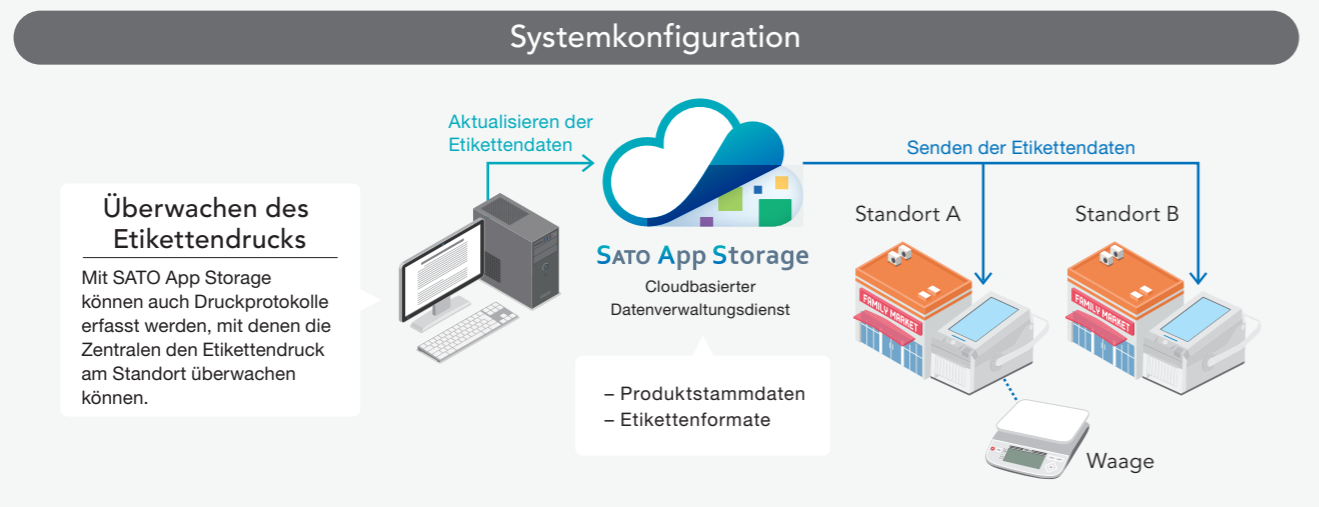 Systemkonfiguration
Aktualisieren der
Etikettendaten
Senden der Etikettendaten
Überwachen des
Etikettendrucks
Mit SATO App Storage
können auch Druckprotokolle
erfasst werden, mit denen die
Zentralen den Etikettendruck
am Standort überwachen
können.
SATO App Storage
Cloudbasierter
Datenverwaltungsdienst
– Produktstammdaten
– Etikettenformate
Standort A
Standort B
FAMILY MARKET
FAMILY MARKET
Waage